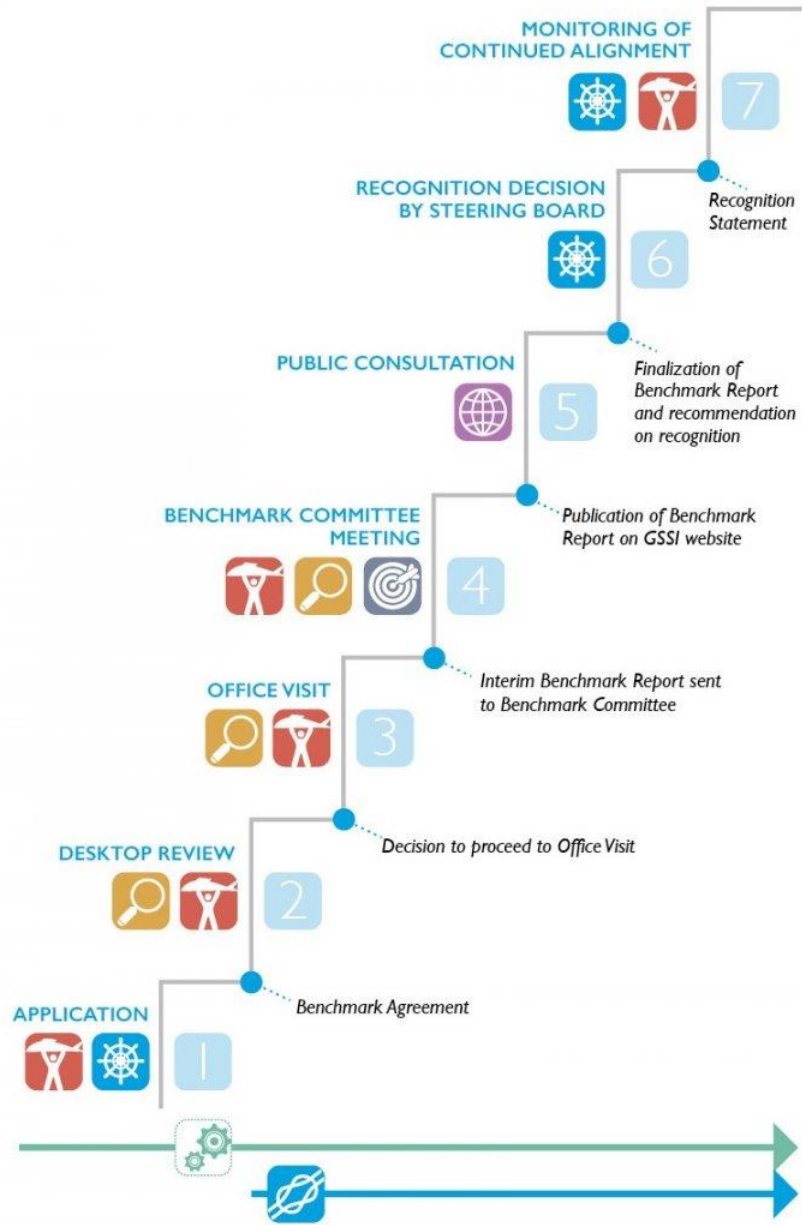 MONITORING OF
CONTINUED ALIGNMENT
7
Recognition
Statement
RECOGNITION DECISION
BY STEERING BOARD
6
Finalization of
Benchmark Report
and recommendation
on recognition
PUBLIC CONSULTATION
5
Publication of Benchmark
Report on GSSI website
BENCHMARK COMMITTEE
MEETING
4
Interim Benchmark Report sent
to Benchmark Committee
OFFICE VISIT
3
Decision to proceed to Office Visit
DESKTOP REVIEW
2
Benchmark Agreement
APPLICATION
1